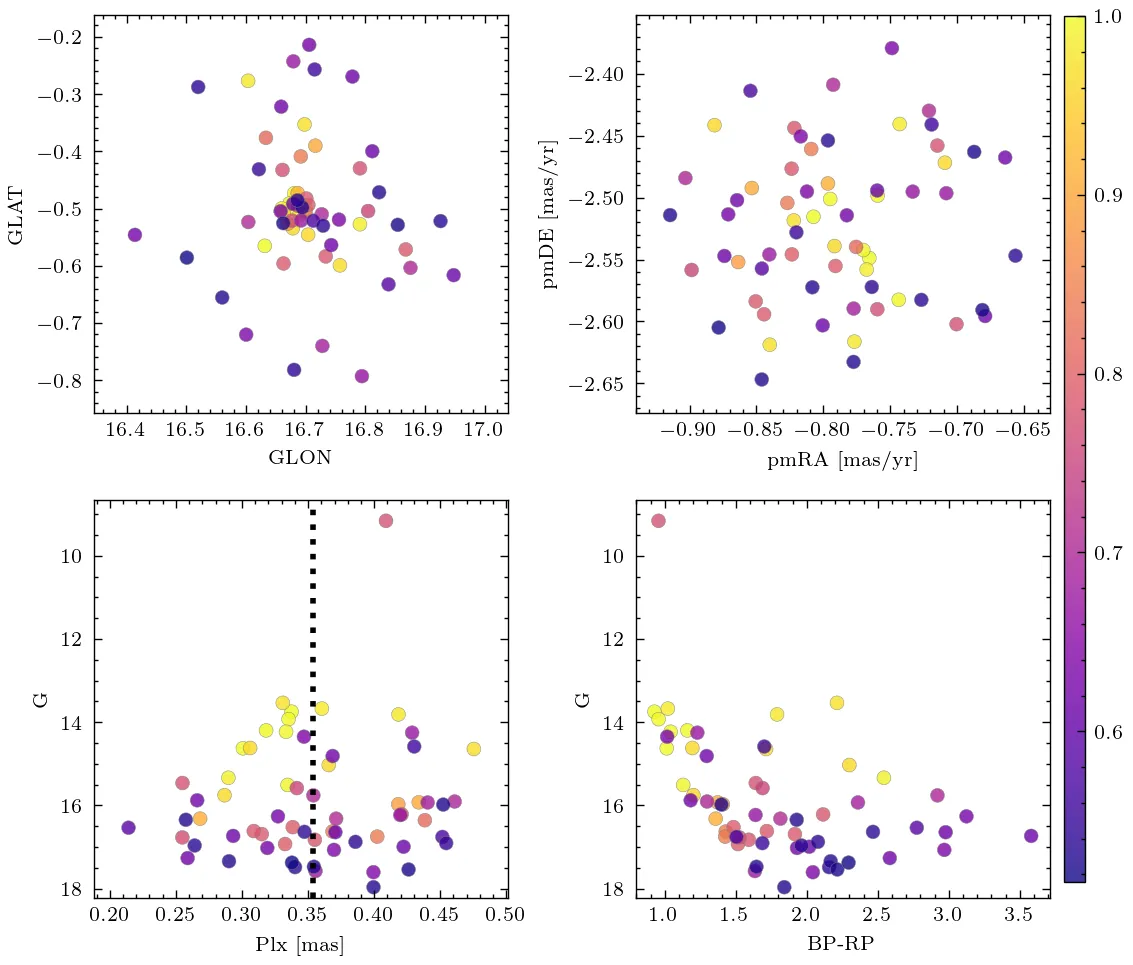 −0.2
−0.3
−0.4
−0.5
−0.6
−0.7
−0.8
GLAT
16.4 16.5 16.6 16.7 16.8 16.9 17.0
GLON
−2.40
−2.45
−2.50
−2.55
−2.60
−2.65
pmDE [mas/yr]
−0.90 −0.85 −0.80 −0.75 −0.70 −0.65
pmRA [mas/yr]
1.0
0.9
0.8
0.7
0.6
10
12
14
16
18
G
0.20 0.25 0.30 0.35 0.40 0.45 0.50
Plx [mas]
10
12
14
16
18
G
1.0 1.5 2.0 2.5 3.0 3.5
BP-RP